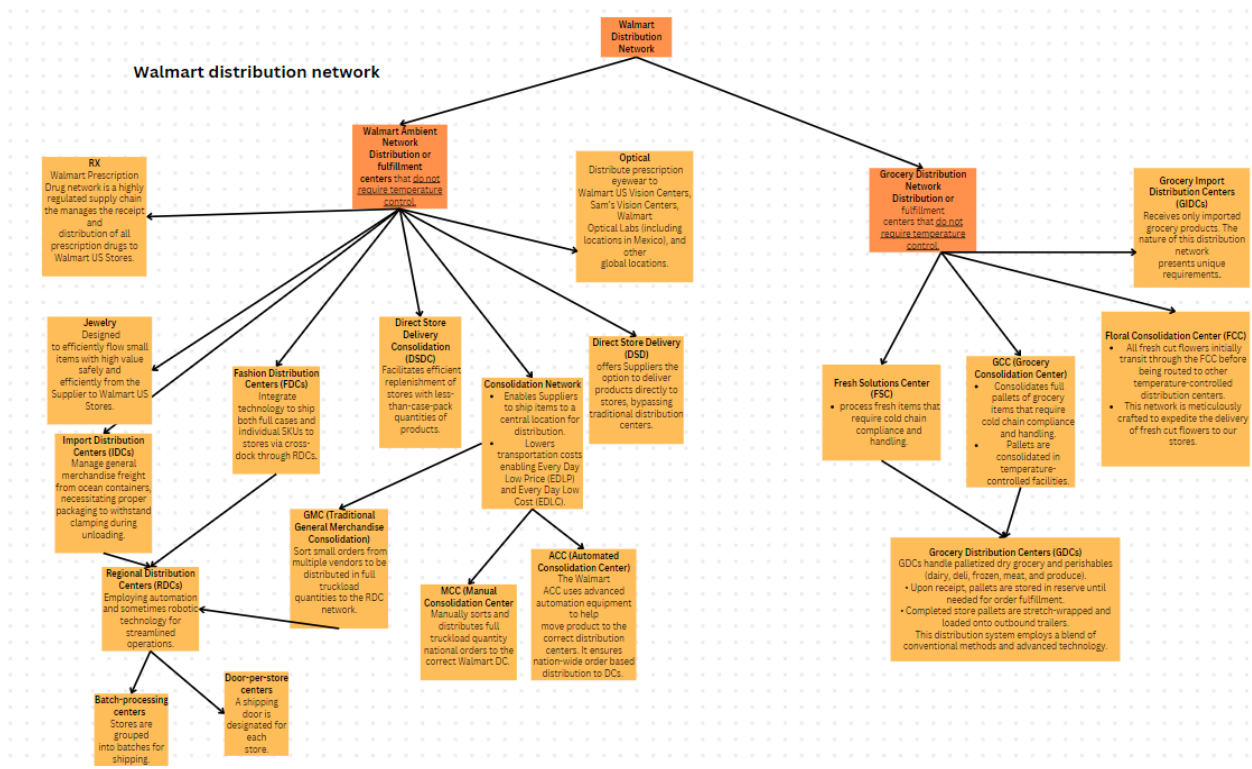 Walmart
Distribution
Network
Walmart distribution network
Walmart Ambient
Network
Distribution or
fulfillment
centers that do not
require temperature
control.
RX
Walmart Prescription
Drug network is a highly
regulated supply chain
the manages the receipt
and
distribution of all
prescription drugs to
Walmart US Stores.
Optical
Distribute prescription
eyewear to
Walmart US Vision Centers,
Sam's Vision Centers,
Walmart
Optical Labs (including
locations in Mexico), and
other
global locations.
Grocery Distribution
Network
Distribution or
fulfillment
centers that do not
require temperature
control.
Grocery Import
Distribution Centers
(GIDCs)
Receives only imported
grocery products. The
nature of this distribution
network
presents unique
requirements.
Jewelry
Designed
to efficiently flow small
items with high value
safely and
efficiently from the
Supplier to Walmart US
Stores.
Fashion Distribution
Centers (FDCs)
Integrate
technology to ship
both full cases and
individual SKUs to
stores via cross-
dock through RDCs.
Direct Store
Delivery
Consolidation
(DSDC)
Facilitates efficient
replenishment of
stores with less-
than-case-pack
quantities of
products.
Consolidation Network
• Enables Suppliers
to ship items to a
central location for
distribution.
• Lowers
transportation costs
enabling Every Day
Low Price (EDLP)
and Every Day Low
Cost (EDLC).
Direct Store Delivery
(DSD)
offers Suppliers the
option to deliver
products directly to
stores, bypassing
traditional distribution
centers.
Fresh Solutions Center
(FSC)
• process fresh items that
require cold chain
compliance and
handling.
GCC (Grocery
Consolidation Center)
• Consolidates full
pallets of grocery
items that require
cold chain compliance
and handling.
• Pallets are
consolidated in
temperature-
controlled facilities.
Floral Consolidation Center (FCC)
• All fresh cut flowers initially
transit through the FCC before
being routed to other
temperature-controlled
distribution centers.
• This network is meticulously
crafted to expedite the delivery
of fresh cut flowers to our
stores.
Import Distribution
Centers (IDCs)
Manage general
merchandise freight
from ocean containers,
necessitating proper
packaging to withstand
clamping during
unloading.
GMC (Traditional
General Merchandise
Consolidation)
Sort small orders from
multiple vendors to be
distributed in full
truckload
quantities to the RDC
network.
MCC (Manual
Consolidation Center
Manually sorts and
distributes full
truckload quantity
national orders to the
correct Walmart DC.
ACC (Automated
Consolidation Center)
The Walmart
ACC uses advanced
automation equipment
to help
move product to the
correct distribution
centers. It ensures
nation-wide order based
distribution to DCs.
Grocery Distribution Centers (GDCs)
GDCs handle palletized dry grocery and perishables
(dairy, deli, frozen, meat, and produce).
• Upon receipt, pallets are stored in reserve until
needed for order fulfillment.
• Completed store pallets are stretch-wrapped and
loaded onto outbound trailers.
This distribution system employs a blend of
conventional methods and advanced technology.
Regional Distribution
Centers (RDCs)
Employing automation
and sometimes robotic
technology for
streamlined
operations.
Batch-processing
centers
Stores are
grouped
into batches for
shipping.
Door-per-store
centers
A shipping
door is
designated for
each
store.